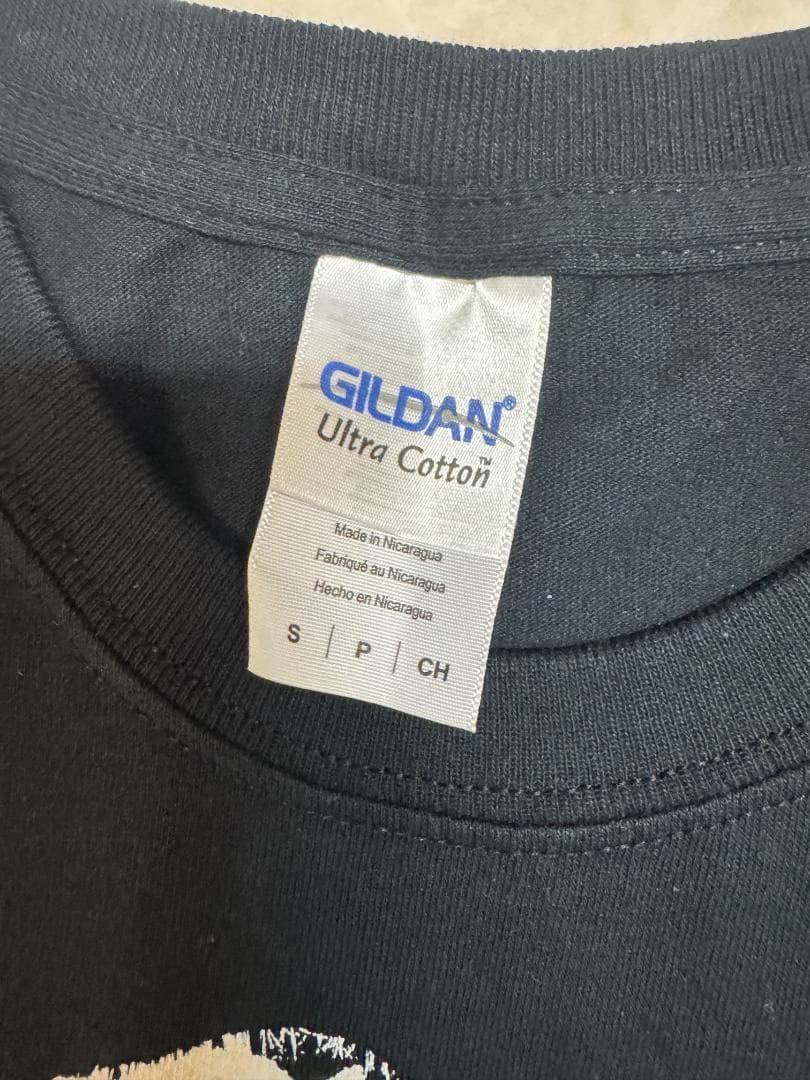 GILDAN®
Ultra Cotton™
Made in Nicaragua
Fabriqué au Nicaragua
Hecho en Nicaragua
S | P | CH